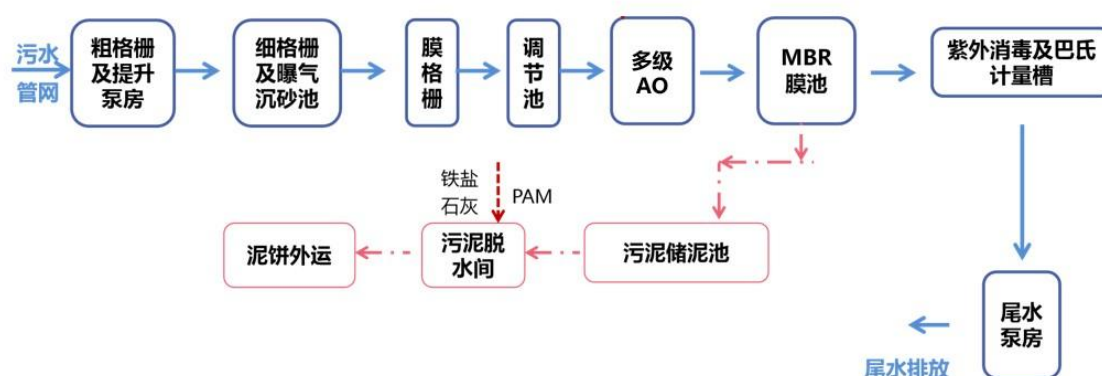 污水
管网
粗格栅
及提升
泵房
细格栅
及曝气
沉砂池
膜格栅
调节池
多级
AO
MBR
膜池
紫外消毒及巴氏
计量槽
铁盐
石灰
PAM
泥饼外运
污泥脱
水间
污泥储泥池
尾水
泵房
尾水排放